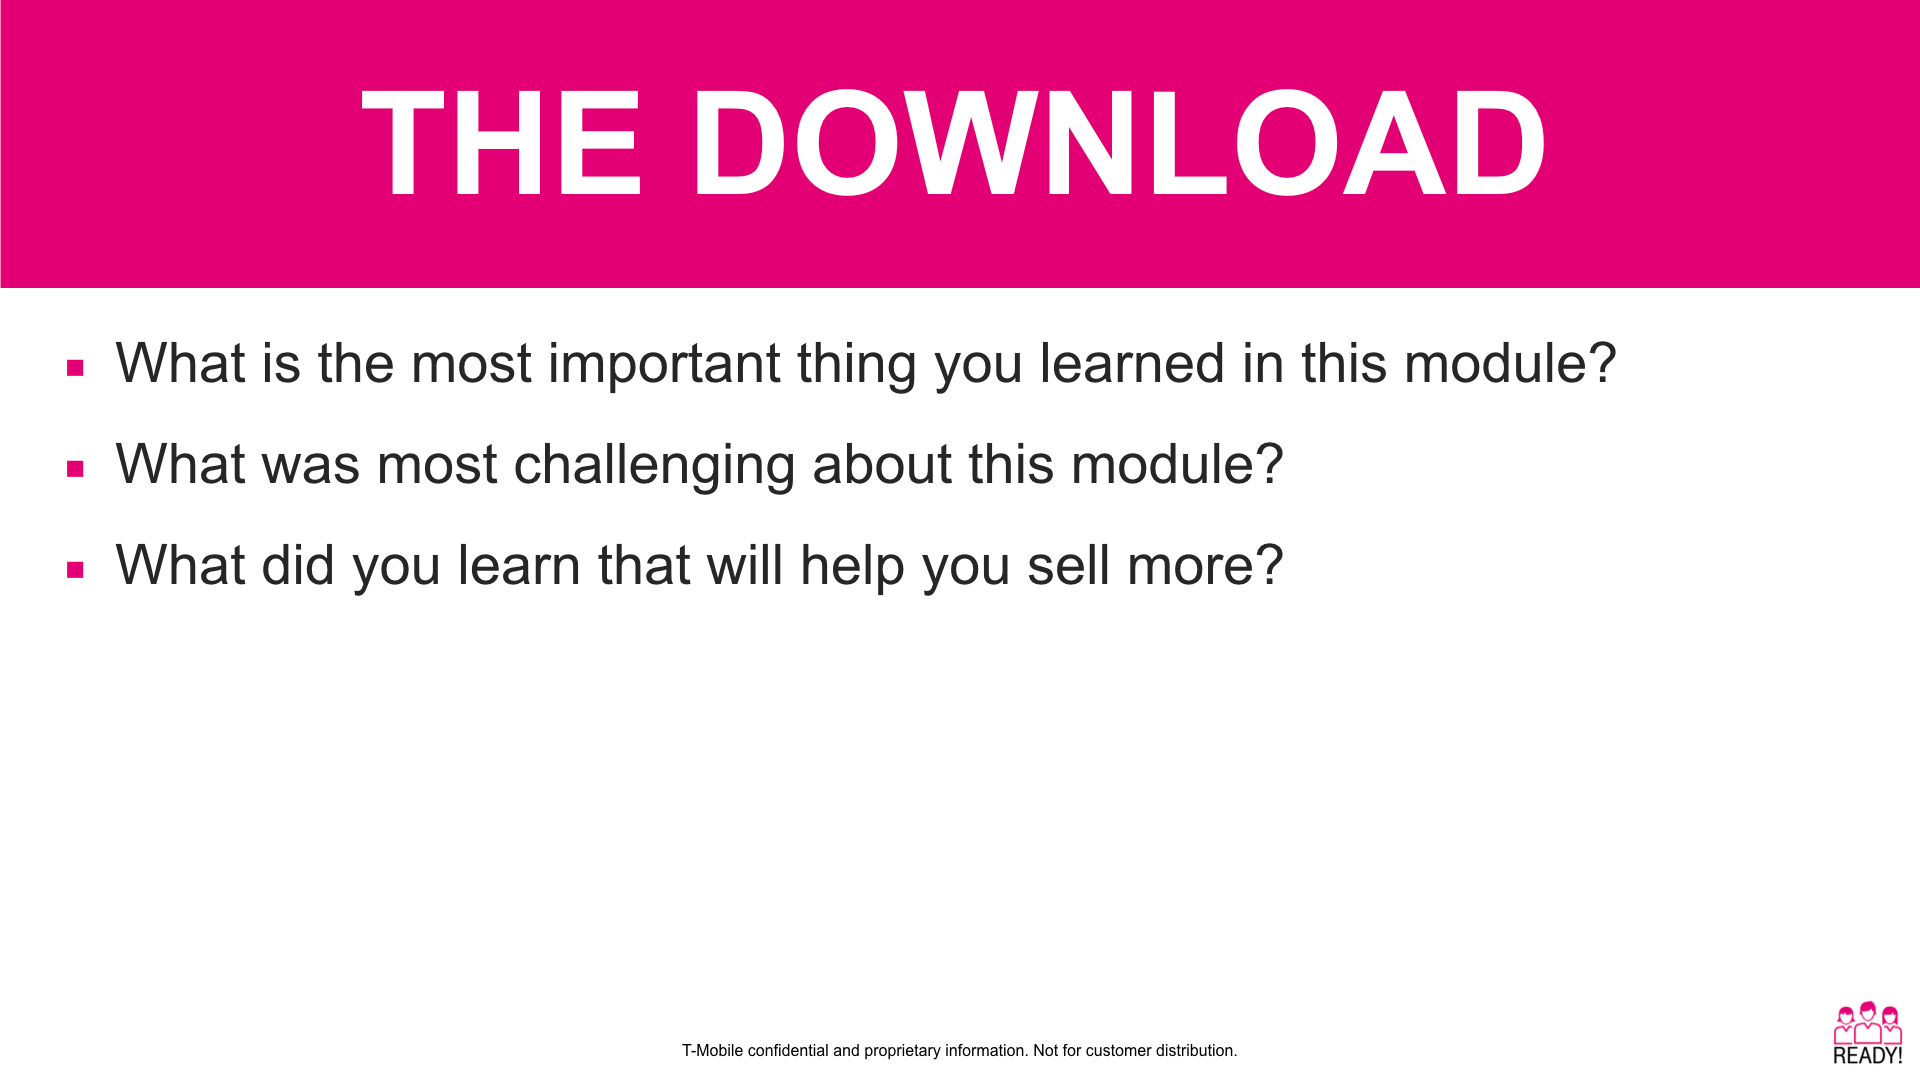 THE DOWNLOAD
What is the most important thing you learned in this module?
What was most challenging about this module?
What did you learn that will help you sell more?
T-Mobile confidential and proprietary information. Not for customer distribution.
READY!